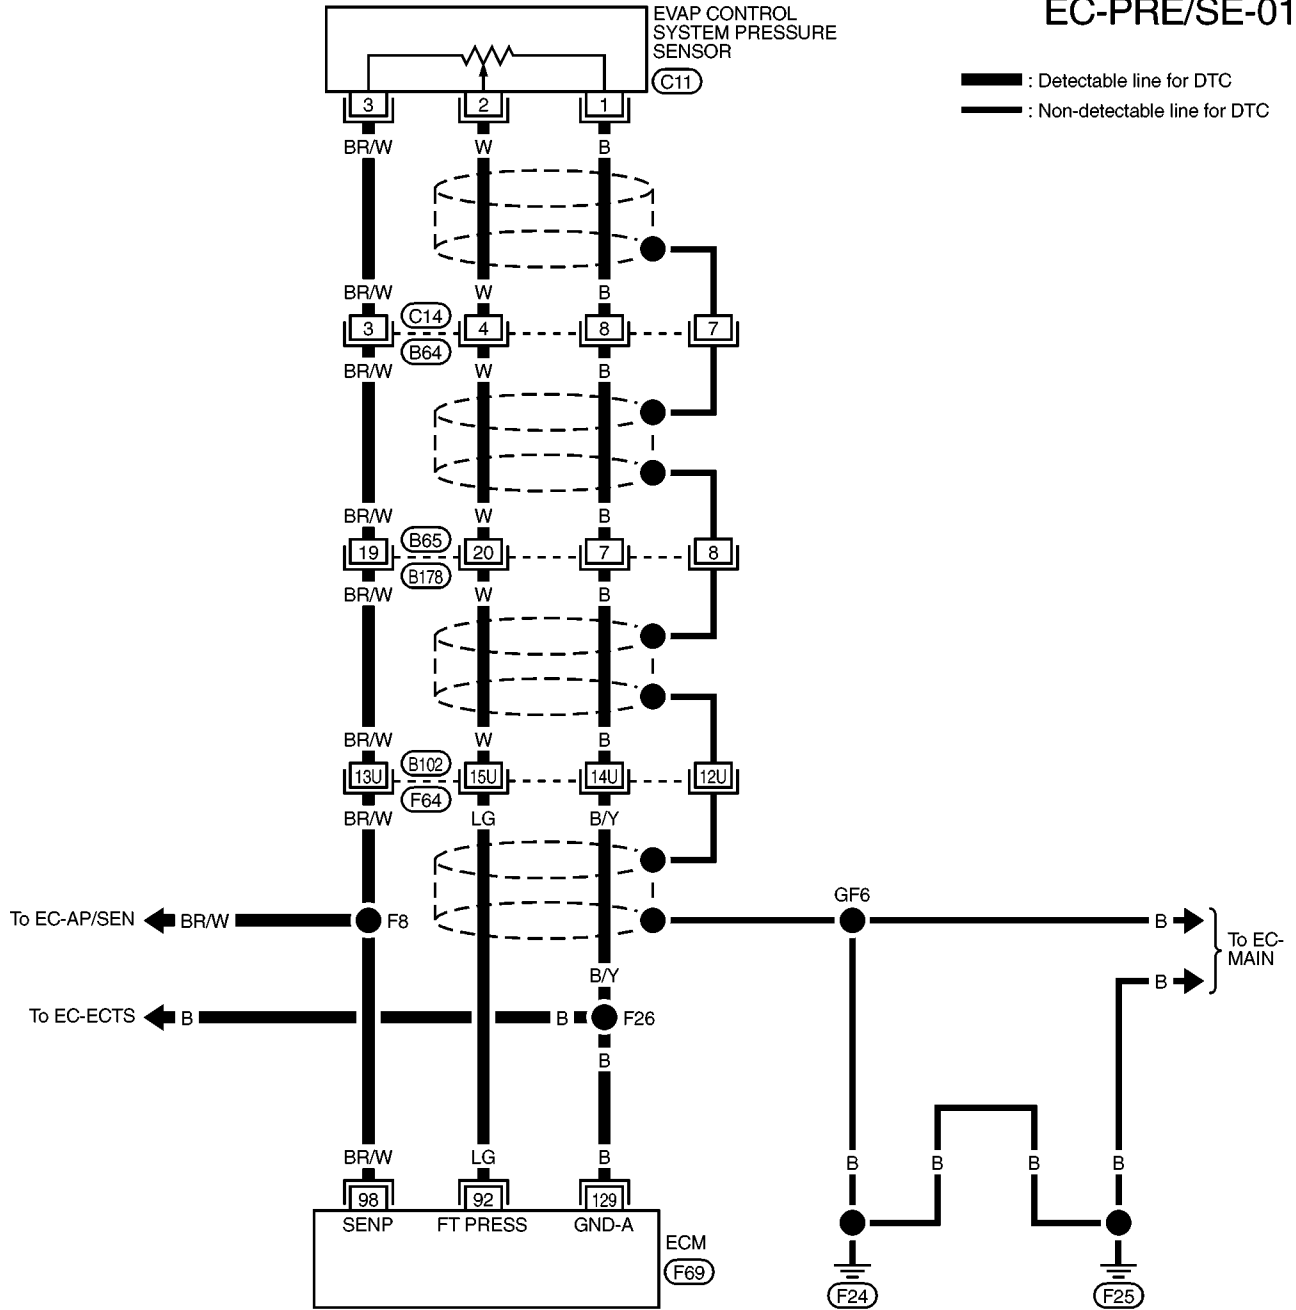 EC-PRE/SE-01
EVAP CONTROL
SYSTEM PRESSURE
SENSOR
C11
: Detectable line for DTC
: Non-detectable line for DTC
3 2 1
BR/W W B
BR/W W B
C14
3 4 8 7
B64
BR/W W B
BR/W W B
B65
19 20 7 8
B178
BR/W W B
BR/W W B
B102
13U 15U 14U 12U
F64
BR/W LG B/Y
GF6
To EC-AP/SEN BR/W F8 B
To EC-
MAIN
B/Y B
To EC-ECTS B B F26
B
BR/W LG B B B B B
98 92 129
SENP FT PRESS GND-A
ECM
F69
F24 F25